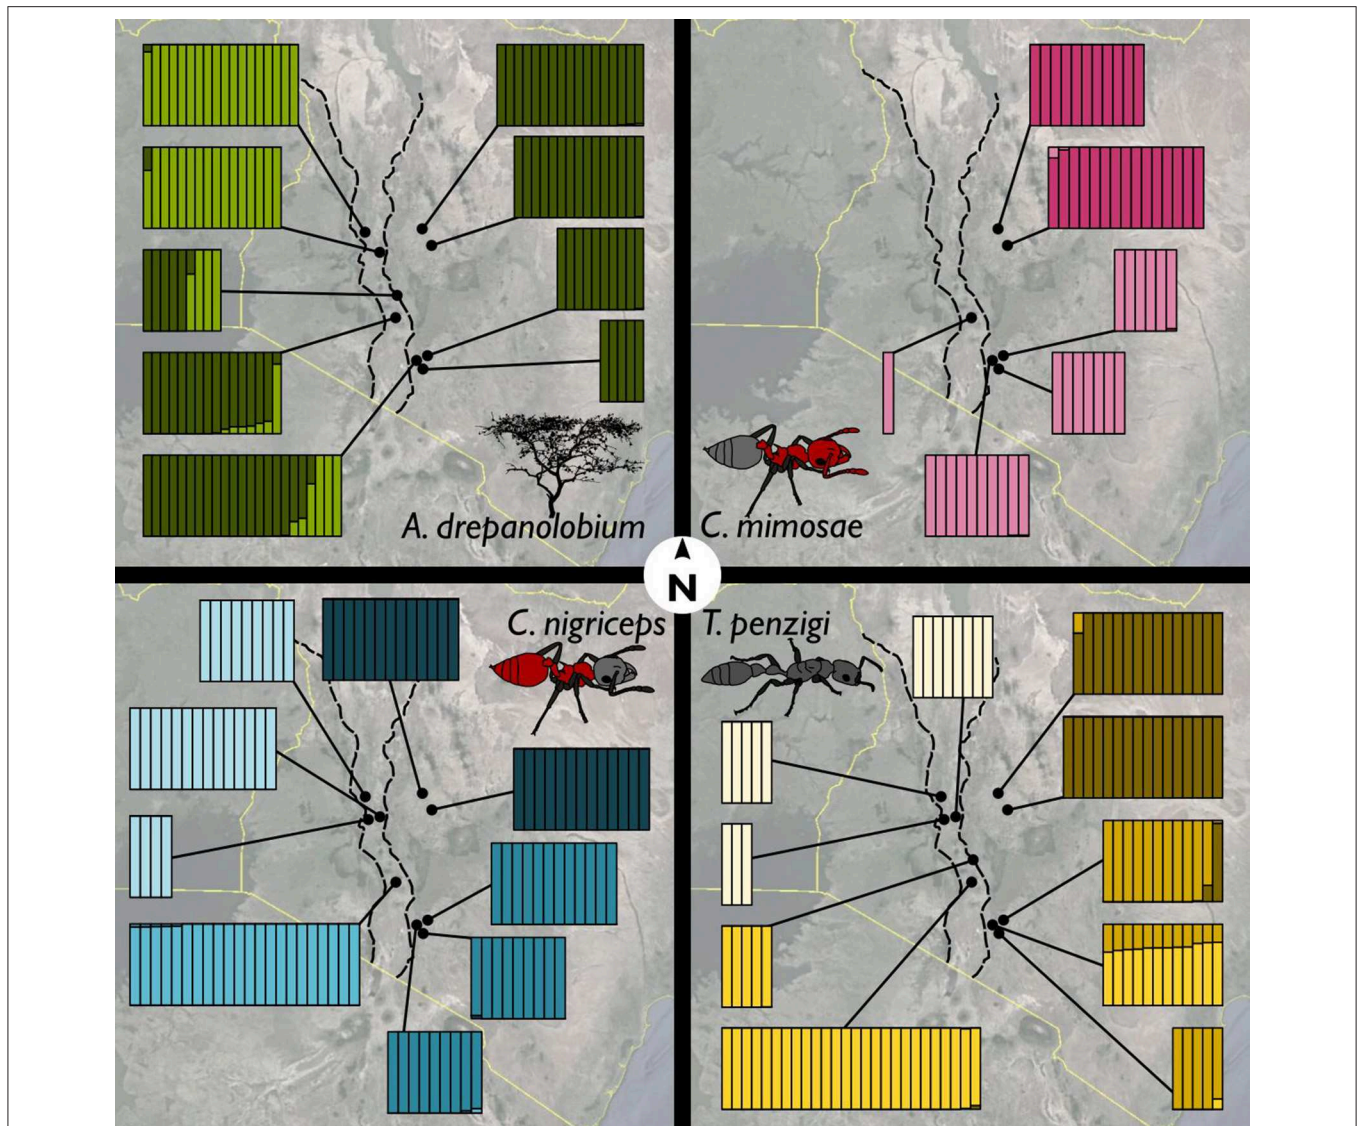 A. drepanolobium
C. mimosae
N
C. nigriceps
T. penzigi